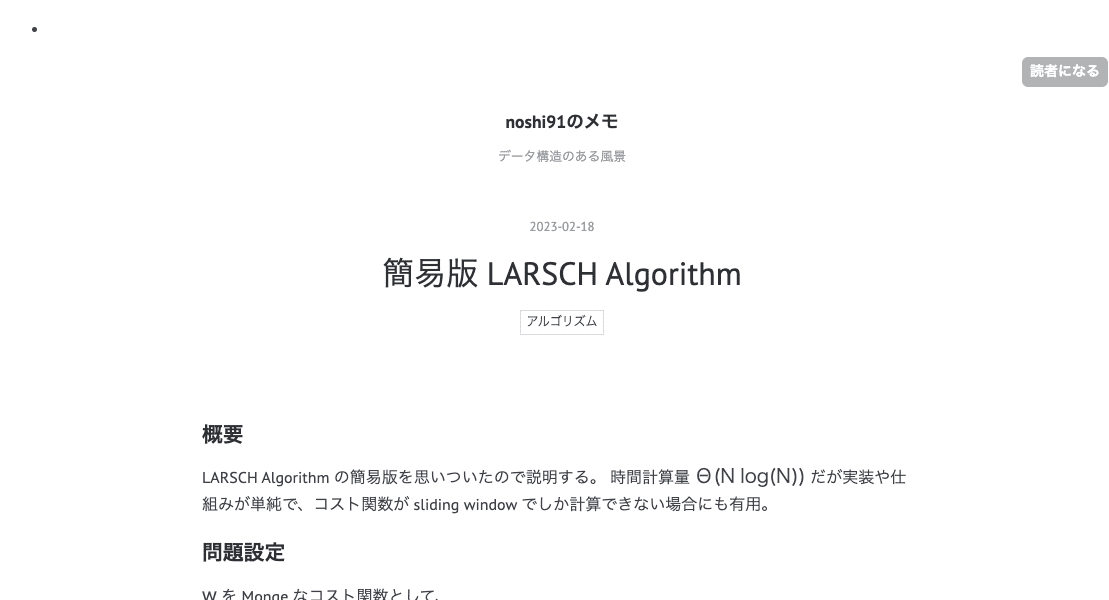 読者になる
noshi91のメモ
データ構造のある風景
2023-02-18
簡易版 LARSCH Algorithm
アルゴリズム
概要
LARSCH Algorithm の簡易版を思いついたので説明する。 時間計算量 Θ(N log(N)) だが実装や仕
組みが単純で、コスト関数が sliding window でしか計算できない場合にも有用。
問題設定
W を Monge なコスト関数として、